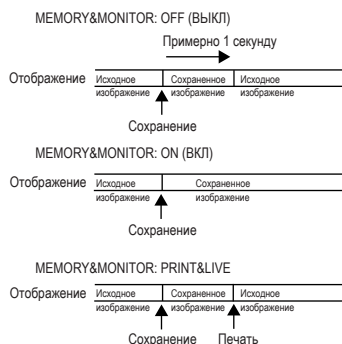 MEMORY&MONITOR: OFF (ВЫКЛ)
Примерно 1 секунду
Отображение Исходное изображение Сохраненное изображение Исходное изображение
Сохранение
MEMORY&MONITOR: ON (ВКЛ)
Отображение Исходное изображение Сохраненное изображение
Сохранение
MEMORY&MONITOR: PRINT&LIVE
Отображение Исходное изображение Сохраненное изображение Исходное изображение
Сохранение Печать